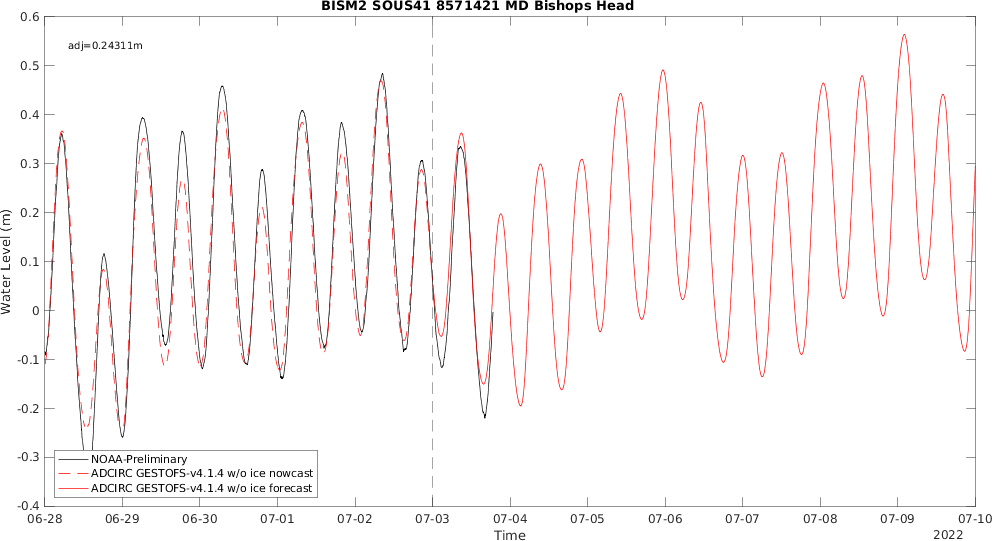 BISM2 SOUS41 8571421 MD Bishops Head
adj=0.24311m
Water Level (m)
0.6
0.5
0.4
0.3
0.2
0.1
0
-0.1
-0.2
-0.3
-0.4
NOAA-Preliminary
ADCIRC GESTOFS-v4.1.4 w/o ice nowcast
ADCIRC GESTOFS-v4.1.4 w/o ice forecast
06-28 06-29 06-30 07-01 07-02 07-03 07-04 07-05 07-06 07-07 07-08 07-09 07-10
Time
2022